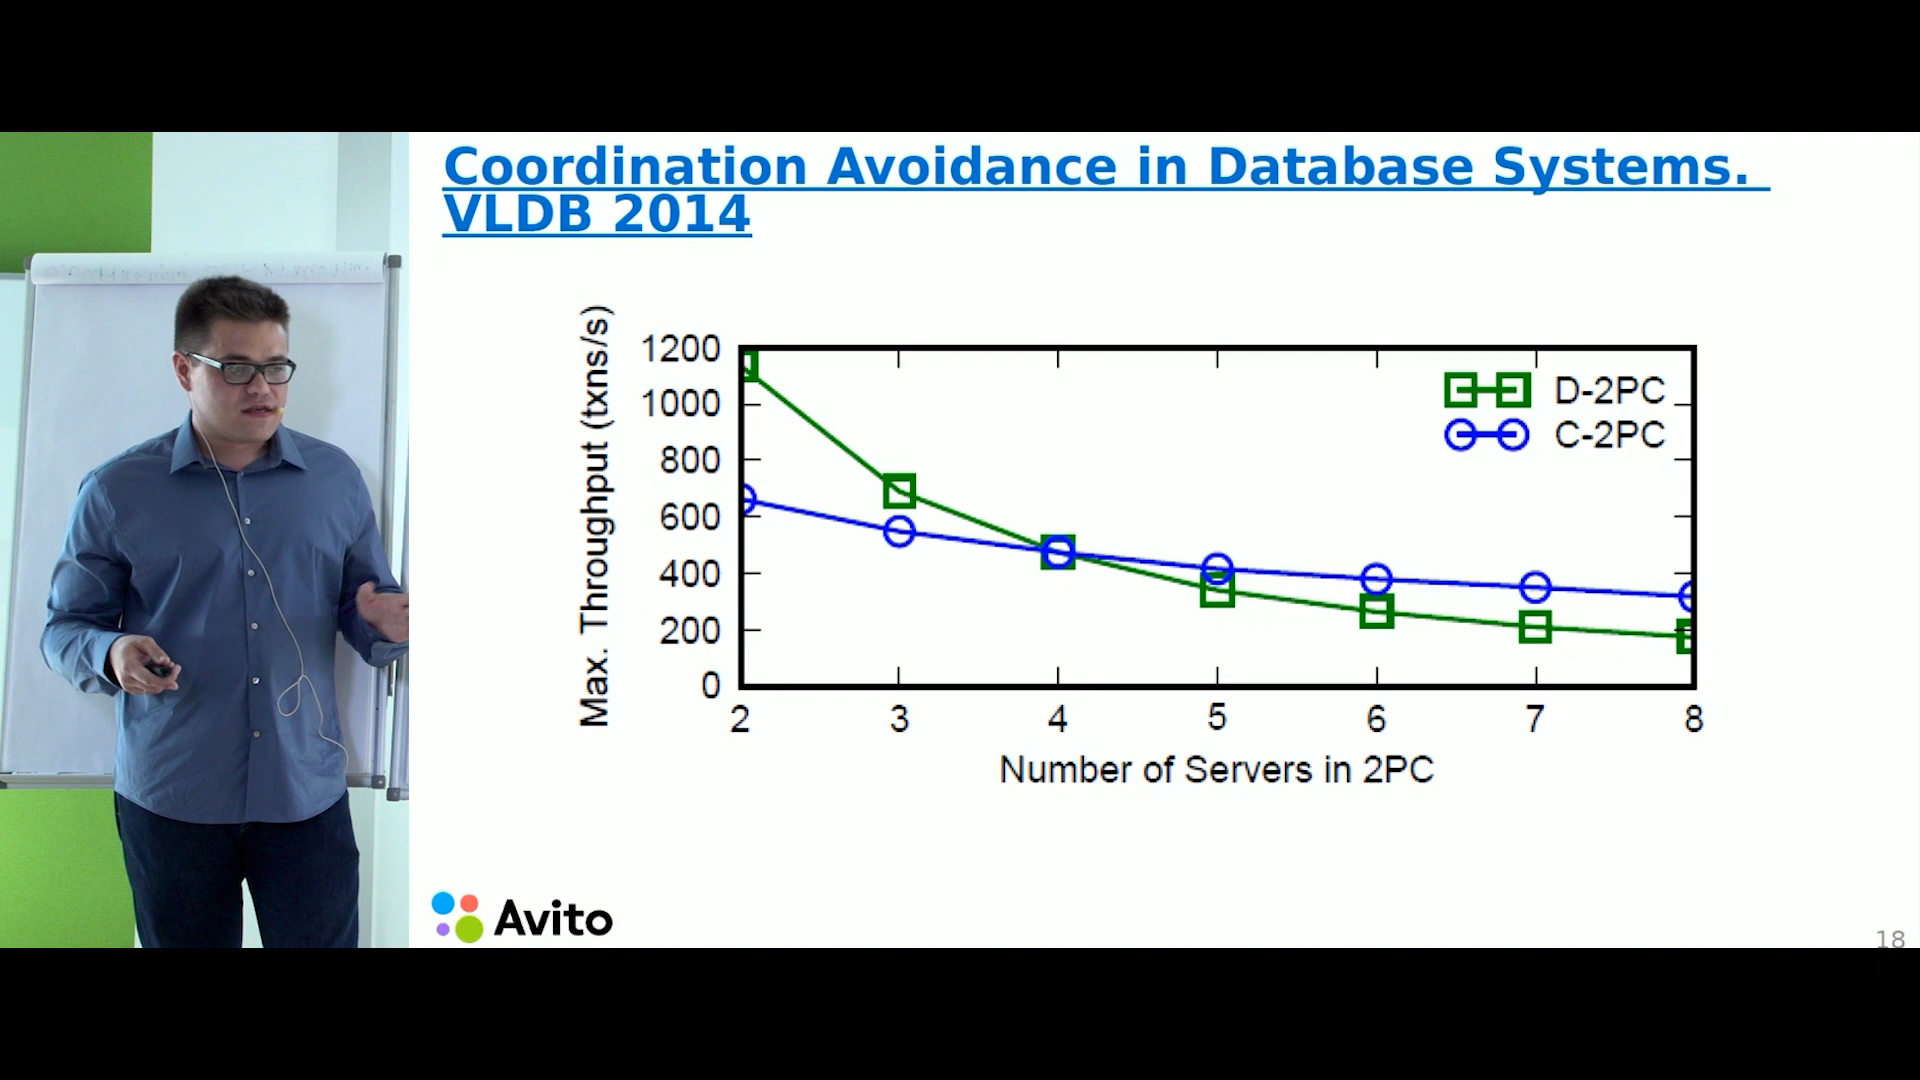 Coordination Avoidance in Database Systems.
VLDB 2014
Max. Throughput (txns/s)
1200
1000
800
600
400
200
0
D-2PC
C-2PC
2 3 4 5 6 7 8
Number of Servers in 2PC
Avito
18